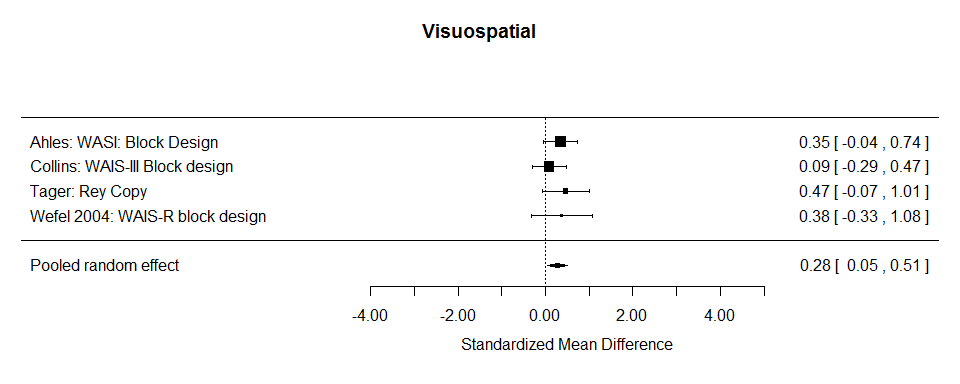 Visuospatial
Ahles: WASI: Block Design 0.35 [ -0.04 , 0.74 ]
Collins: WAIS-III Block design 0.09 [ -0.29 , 0.47 ]
Tager: Rey Copy 0.47 [ -0.07 , 1.01 ]
Wefel 2004: WAIS-R block design 0.38 [ -0.33 , 1.08 ]
Pooled random effect 0.28 [ 0.05 , 0.51 ]
-4.00 -2.00 0.00 2.00 4.00
Standardized Mean Difference